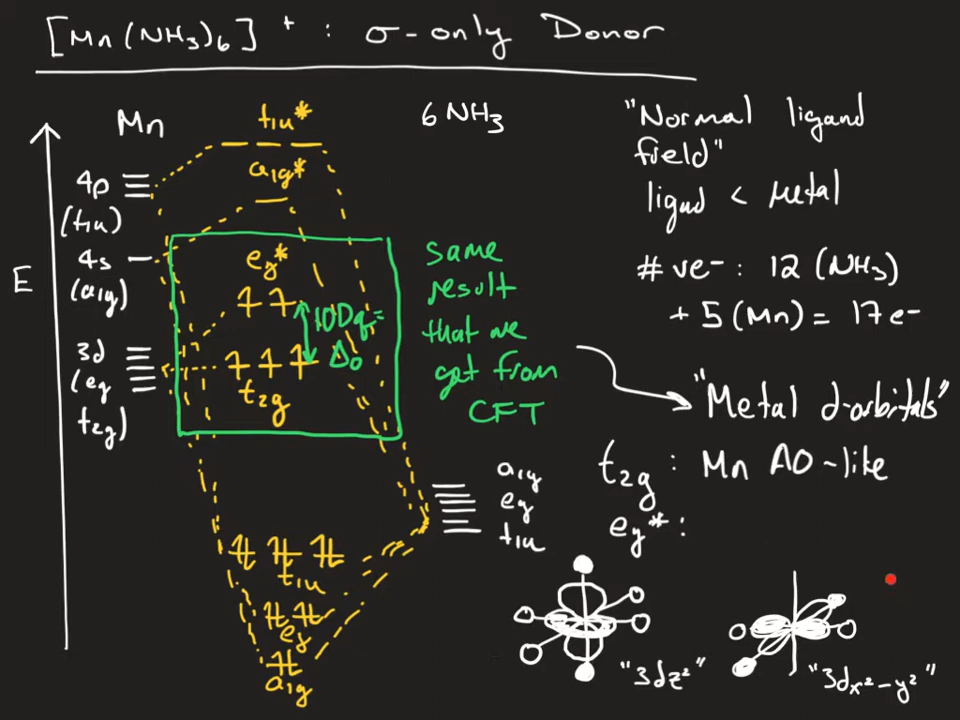 [Mn(NH₃)₆]⁺ : σ-only Donor
Mn
t₁ᵤ*
6 NH₃
"Normal ligand
field"
ligand < Metal
a₁g*
4p
(t₁ᵤ)
4s
(a₁g)
E
3d
(eg
t₂g)
eg*
10Dq =
Δ₀
t₂g
same
result
that we
get from
CFT
# ve⁻ : 12 (NH₃)
+ 5 (Mn) = 17 e⁻
"Metal d-orbitals"
t₂g : Mn AO-like
eg* :
a₁g
eg
t₁ᵤ
t₁ᵤ
eg
a₁g
"3dz²"
"3dx²-y²"